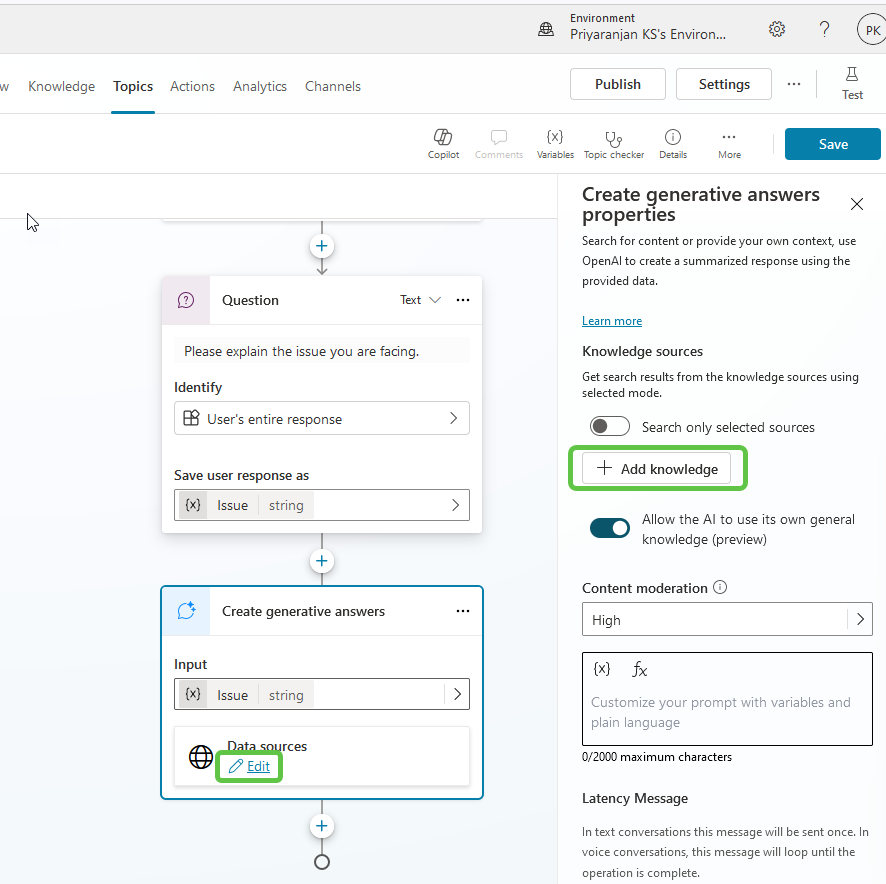 Environment
Priyaranjan KS's Environ...
PK
w Knowledge Topics Actions Analytics Channels
Publish Settings ... Test
Copilot Comments Variables Topic checker Details More
Save
Question Text ...
Please explain the issue you are facing.
Identify
User's entire response
Save user response as
{x} Issue string
Create generative answers ...
Input
{x} Issue string
Data sources
Edit
Create generative answers
properties
Search for content or provide your own context, use
OpenAI to create a summarized response using the
provided data.
Learn more
Knowledge sources
Get search results from the knowledge sources using
selected mode.
Search only selected sources
+ Add knowledge
Allow the AI to use its own general
knowledge (preview)
Content moderation
High
{x} fx
Customize your prompt with variables and
plain language
0/2000 maximum characters
Latency Message
In text conversations this message will be sent once. In
voice conversations, this message will loop until the
operation is complete.